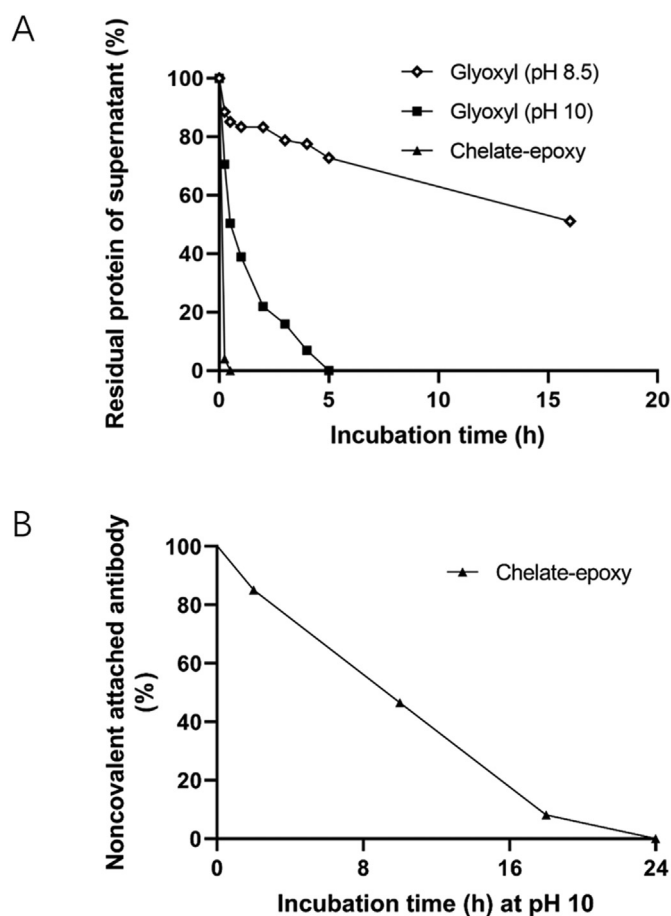 A
Residual protein of supernatant (%)
100
80
60
40
20
0
0
5
10
15
20
Incubation time (h)
Glyoxyl (pH 8.5)
Glyoxyl (pH 10)
Chelate-epoxy
B
Noncovalent attached antibody
(%)
100
80
60
40
20
0
0
8
16
24
Incubation time (h) at pH 10
Chelate-epoxy